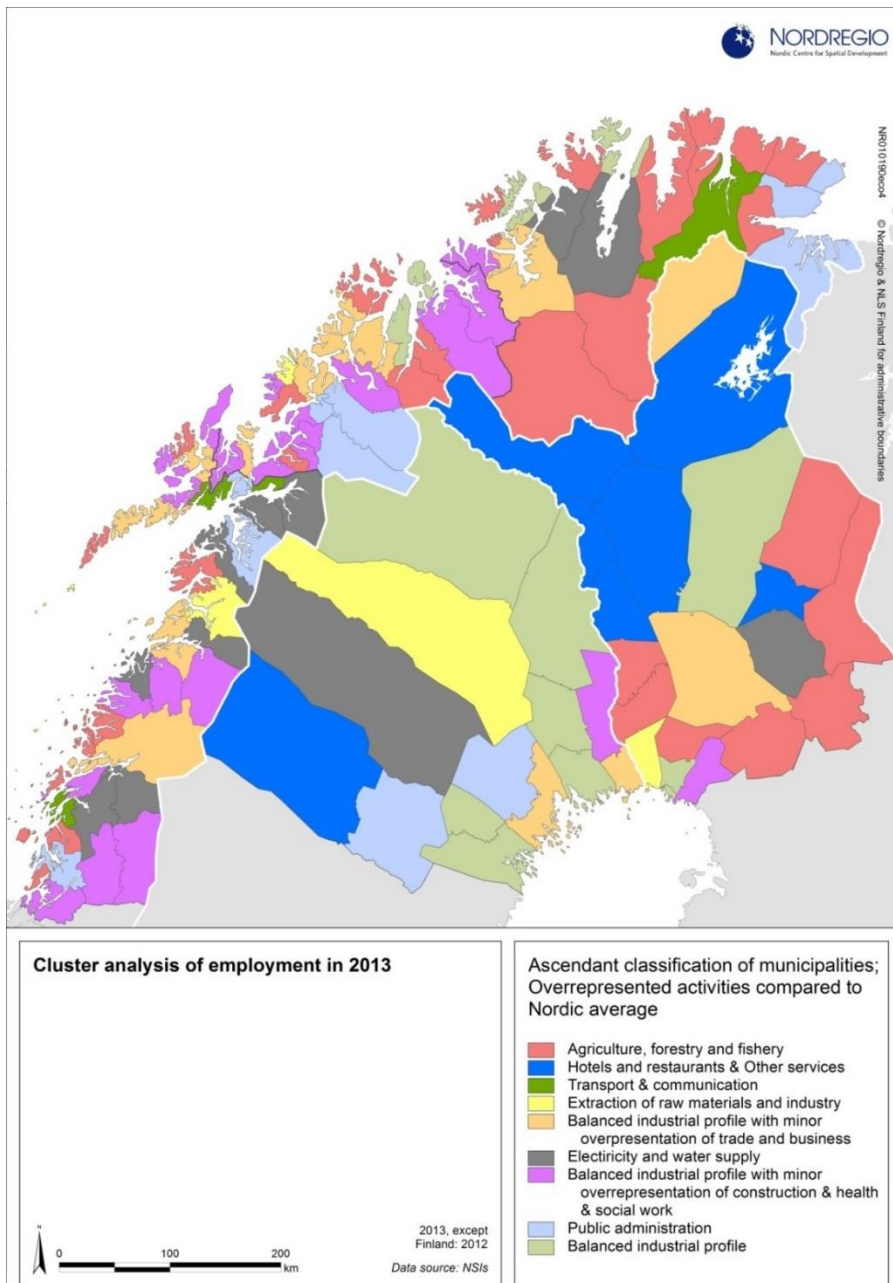 NORDREGIO
Nordic Centre for Spatial Development
NR010190eco4 © Nordregio & NLS Finland for administrative boundaries
Cluster analysis of employment in 2013
N
0 100 200
km
2013, except
Finland: 2012
Data source: NSIs
Ascendant classification of municipalities;
Overrepresented activities compared to
Nordic average
Agriculture, forestry and fishery
Hotels and restaurants & Other services
Transport & communication
Extraction of raw materials and industry
Balanced industrial profile with minor
overpresentation of trade and business
Electiricity and water supply
Balanced industrial profile with minor
overrepresentation of construction & health
& social work
Public administration
Balanced industrial profile